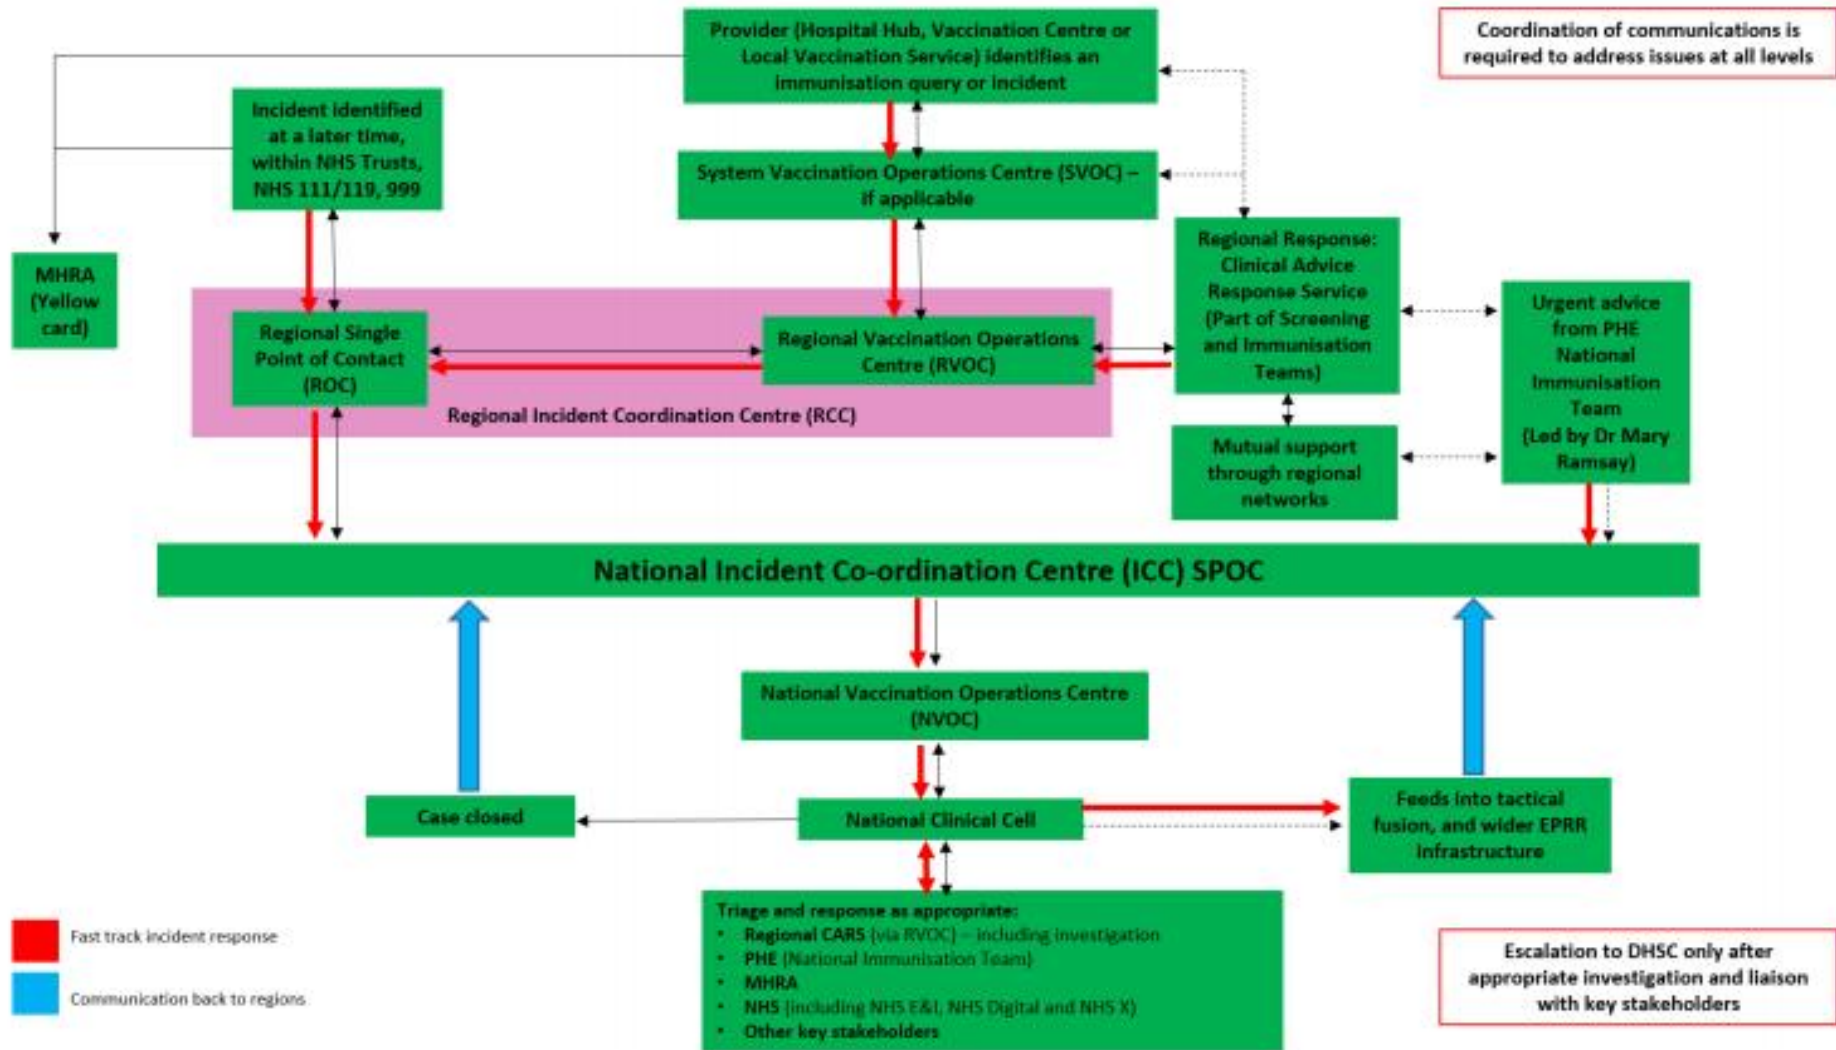 Provider (Hospital Hub, Vaccination Centre or
Local Vaccination Service) identifies an
immunisation query or incident
Coordination of communications is
required to address issues at all levels
Incident identified
at a later time,
within NHS Trusts,
NHS 111/119, 999
System Vaccination Operations Centre (SVOC) –
if applicable
MHRA
(Yellow
card)
Regional Response:
Clinical Advice
Response Service
(Part of Screening
and Immunisation
Teams)
Urgent advice
from PHE
National
Immunisation
Team
(Led by Dr Mary
Ramsay)
Regional Single
Point of Contact
(ROC)
Regional Vaccination Operations
Centre (RVOC)
Regional Incident Coordination Centre (RCC)
Mutual support
through regional
networks
National Incident Co-ordination Centre (ICC) SPOC
National Vaccination Operations Centre
(NVOC)
Case closed
National Clinical Cell
Feeds into tactical
fusion, and wider EPRR
infrastructure
Triage and response as appropriate:
• Regional CARS (via RVOC) – including investigation
• PHE (National Immunisation Team)
• MHRA
• NHS (including NHS E&I, NHS Digital and NHS X)
• Other key stakeholders
Fast track incident response
Communication back to regions
Escalation to DHSC only after
appropriate investigation and liaison
with key stakeholders